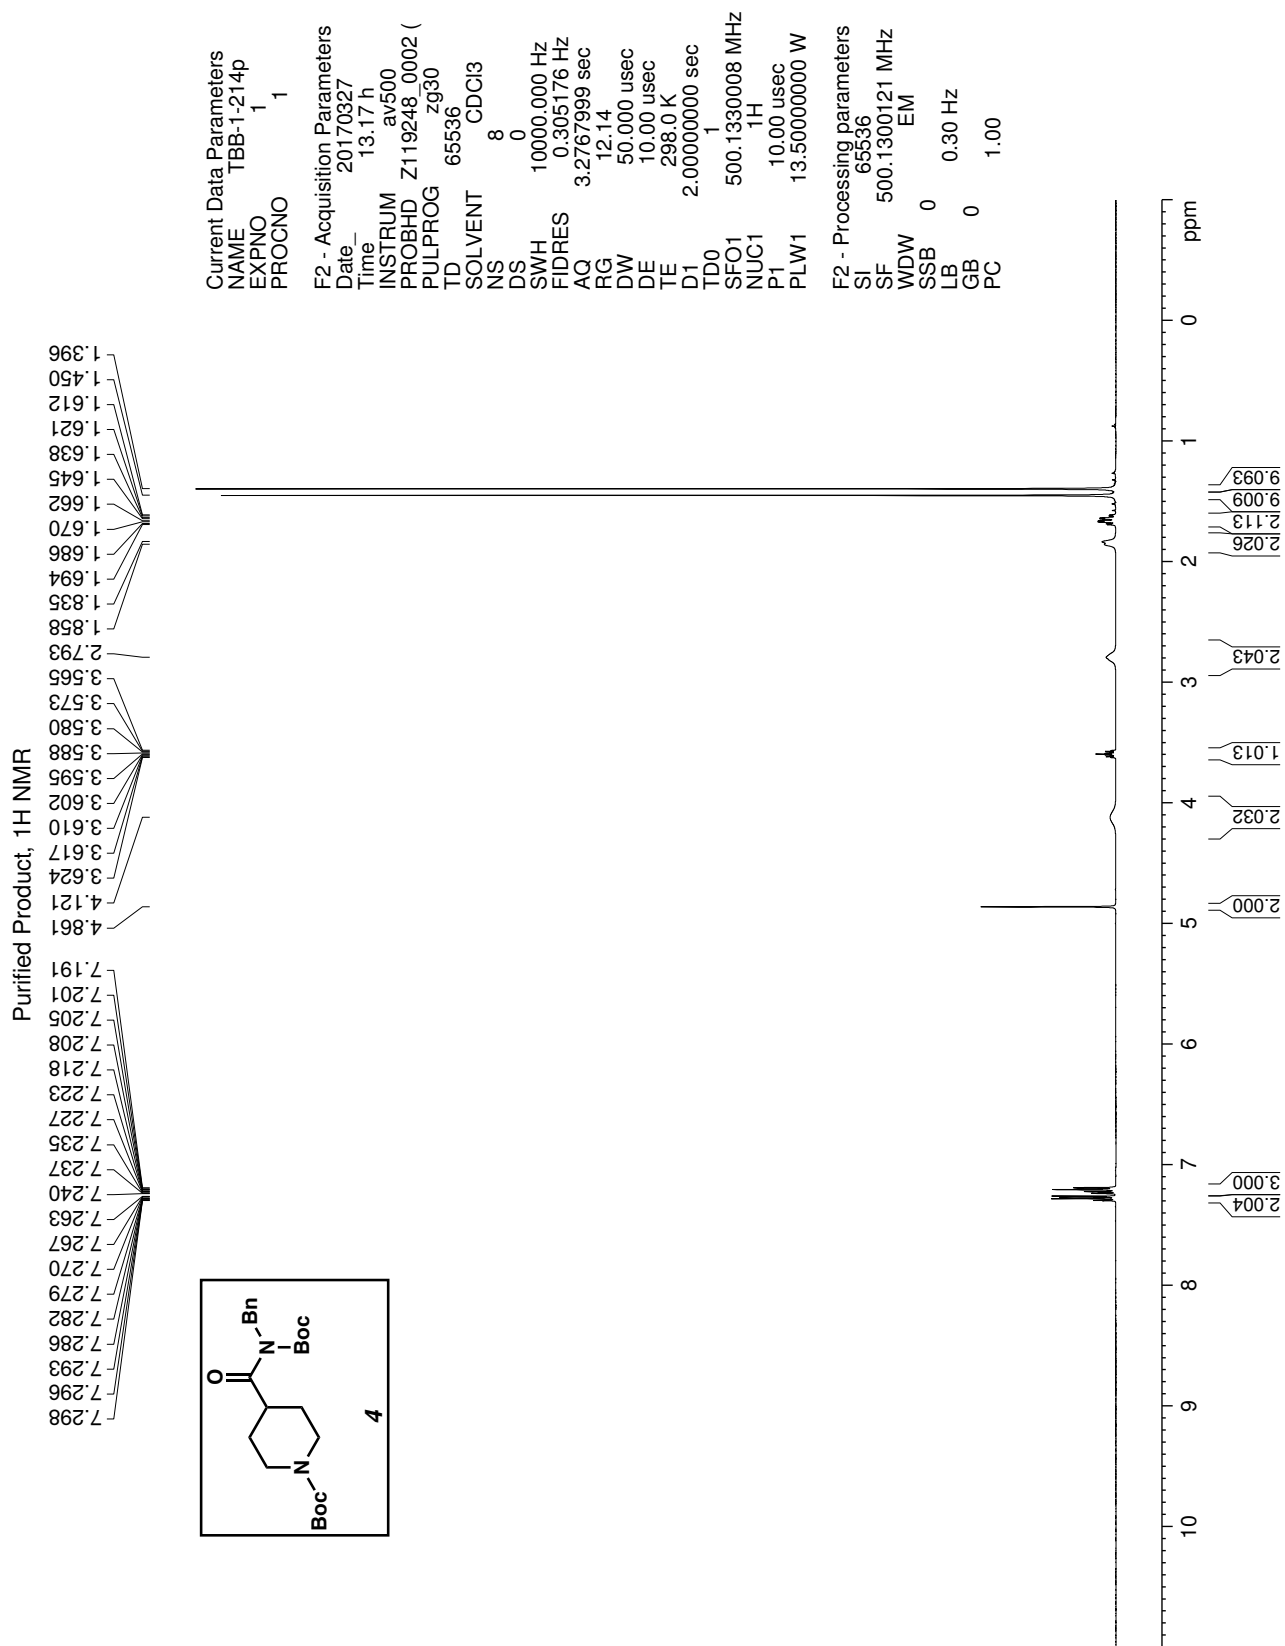 Purified Product, 1H NMR
7.298
7.296
7.293
7.286
7.282
7.279
7.270
7.267
7.263
7.240
7.237
7.235
7.227
7.223
7.218
7.208
7.205
7.201
7.191
4.861
4.121
3.624
3.617
3.610
3.602
3.595
3.588
3.580
3.573
3.565
2.793
1.858
1.835
1.694
1.686
1.670
1.662
1.645
1.638
1.621
1.612
1.450
1.396
Current Data Parameters
NAME TBB-1-214p
EXPNO 1
PROCNO 1
F2 - Acquisition Parameters
Date_ 20170327
Time 13.17 h
INSTRUM av500
PROBHD Z119248_0002 (
PULPROG zg30
TD 65536
SOLVENT CDCl3
NS 8
DS 0
SWH 10000.000 Hz
FIDRES 0.305176 Hz
AQ 3.2767999 sec
RG 12.14
DW 50.000 usec
DE 10.00 usec
TE 298.0 K
D1 2.00000000 sec
TD0 1
SFO1 500.1330008 MHz
NUC1 1H
P1 10.00 usec
PLW1 13.50000000 W
F2 - Processing parameters
SI 65536
SF 500.1300121 MHz
WDW EM
SSB 0
LB 0.30 Hz
GB 0
PC 1.00
O
N
Bn
Boc
N
Boc
4
10 9 8 7 6 5 4 3 2 1 0 ppm
2.004
3.000
2.000
2.032
1.013
2.043
2.026
2.113
9.009
9.093